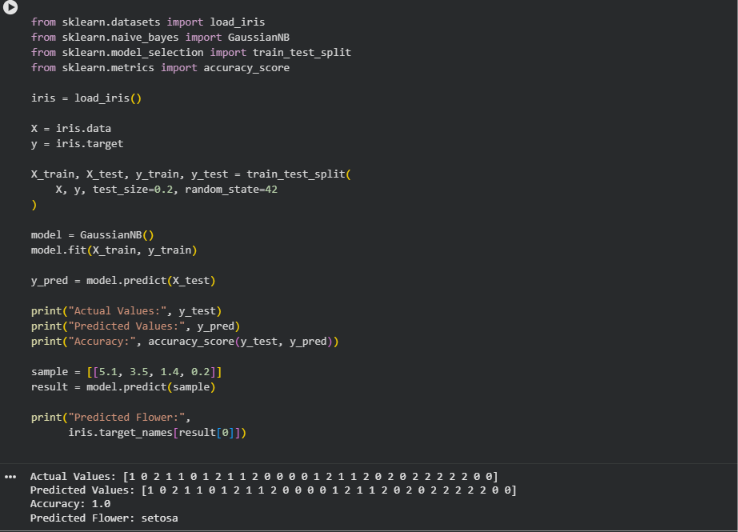 from sklearn.datasets import load_iris
from sklearn.naive_bayes import GaussianNB
from sklearn.model_selection import train_test_split
from sklearn.metrics import accuracy_score
iris = load_iris()
X = iris.data
y = iris.target
X_train, X_test, y_train, y_test = train_test_split(
    X, y, test_size=0.2, random_state=42
)
model = GaussianNB()
model.fit(X_train, y_train)
y_pred = model.predict(X_test)
print("Actual Values:", y_test)
print("Predicted Values:", y_pred)
print("Accuracy:", accuracy_score(y_test, y_pred))
sample = [[5.1, 3.5, 1.4, 0.2]]
result = model.predict(sample)
print("Predicted Flower:",
      iris.target_names[result[0]])
Actual Values: [1 0 2 1 1 0 1 2 1 1 2 0 0 0 0 1 2 1 1 2 0 2 0 2 2 2 2 2 0 0]
Predicted Values: [1 0 2 1 1 0 1 2 1 1 2 0 0 0 0 1 2 1 1 2 0 2 0 2 2 2 2 2 0 0]
Accuracy: 1.0
Predicted Flower: setosa